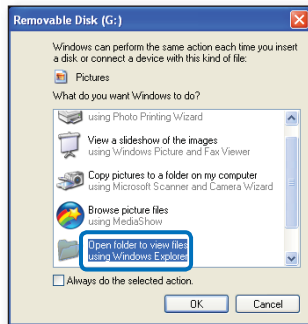 Removable Disk (G:)
Windows can perform the same action each time you insert
a disk or connect a device with this kind of file:
Pictures
What do you want Windows to do?
using Photo Printing Wizard
View a slideshow of the images
using Windows Picture and Fax Viewer
Copy pictures to a folder on my computer
using Microsoft Scanner and Camera Wizard
Browse picture files
using MediaShow
Open folder to view files
using Windows Explorer
Always do the selected action.
OK Cancel